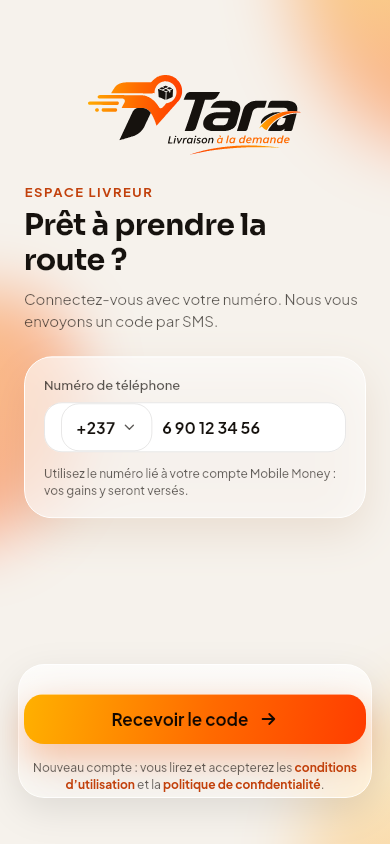 Tara
Livraison à la demande
ESPACE LIVREUR
Prêt à prendre la
route ?
Connectez-vous avec votre numéro. Nous vous
envoyons un code par SMS.
Numéro de téléphone
+237 6 90 12 34 56
Utilisez le numéro lié à votre compte Mobile Money :
vos gains y seront versés.
Recevoir le code →
Nouveau compte : vous lirez et accepterez les conditions
d'utilisation et la politique de confidentialité.